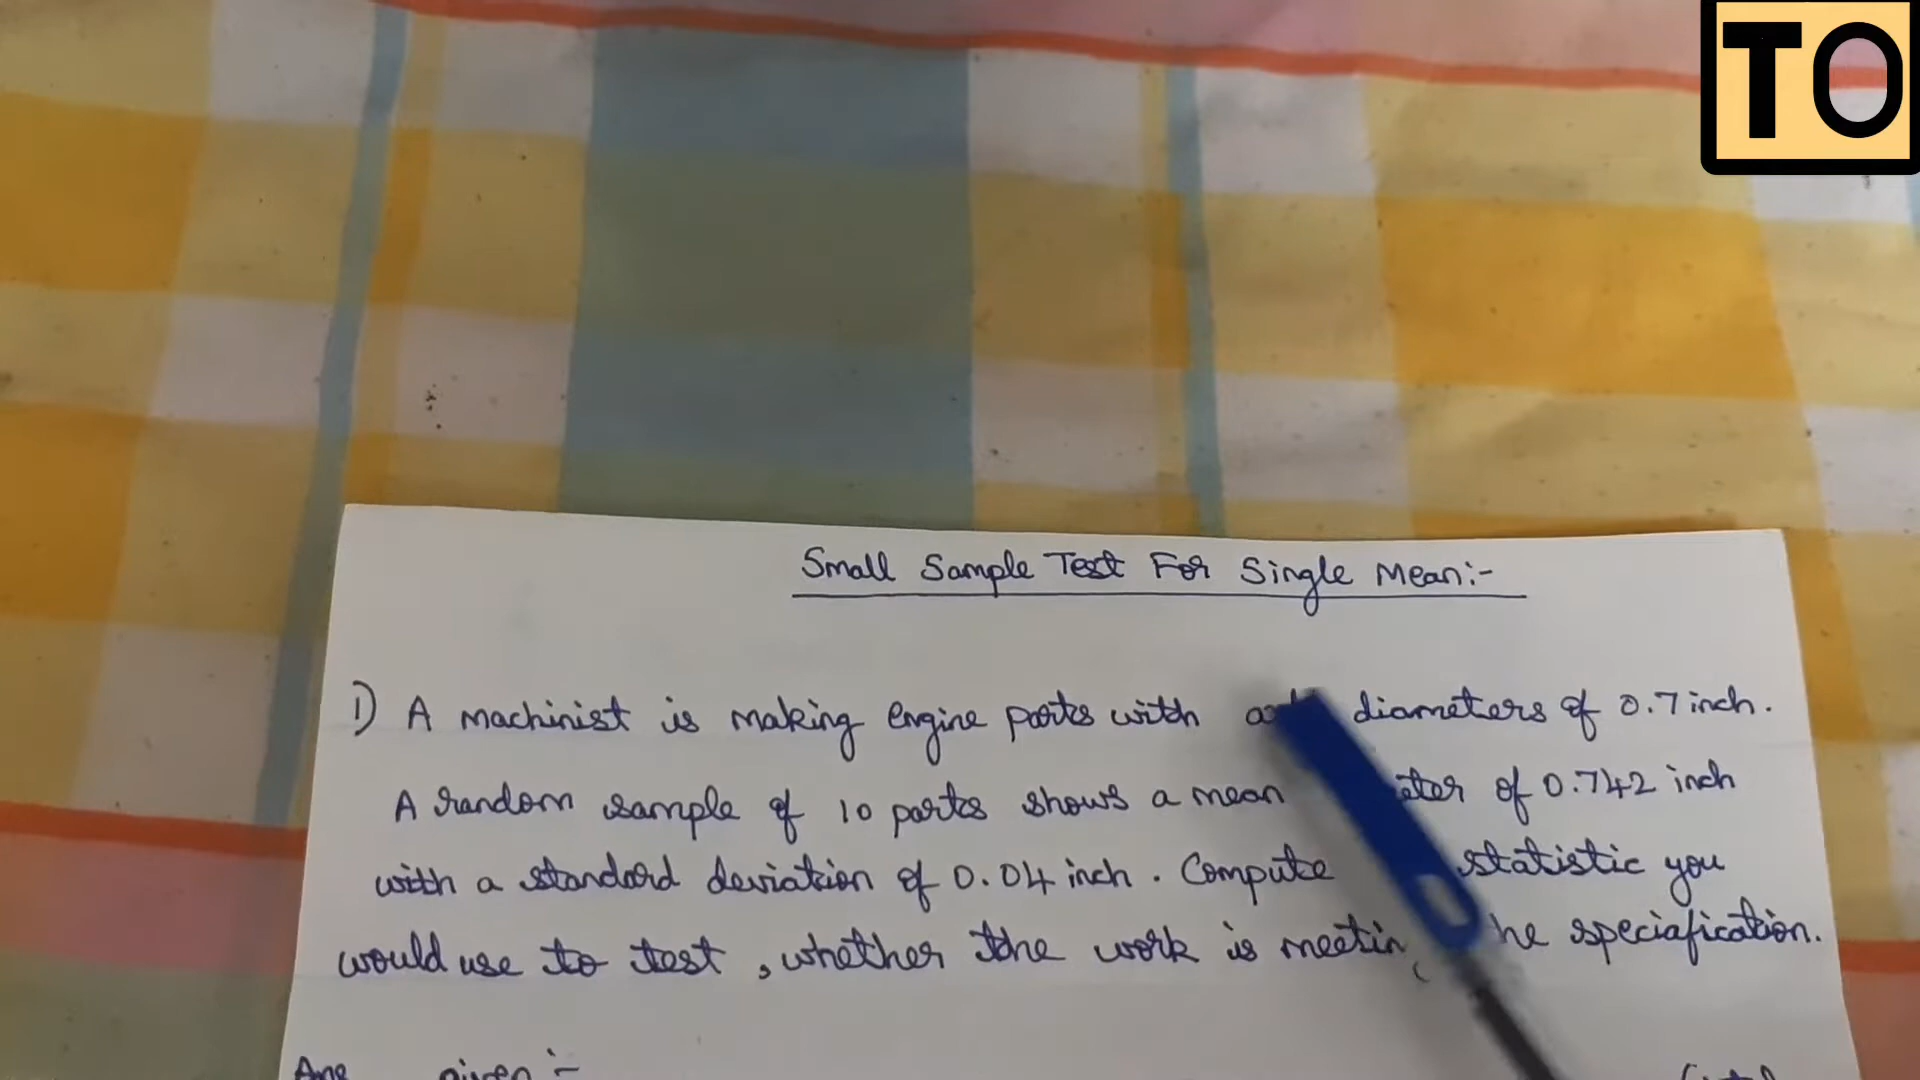 TO
Small Sample Test For Single Mean:-
1) A machinist is making engine parts with diameters of 0.7 inch.
A random sample of 10 parts shows a mean of 0.742 inch
with a standard deviation of 0.04 inch. Compute statistic you
would use to test, whether the work is speciafication.
given :-